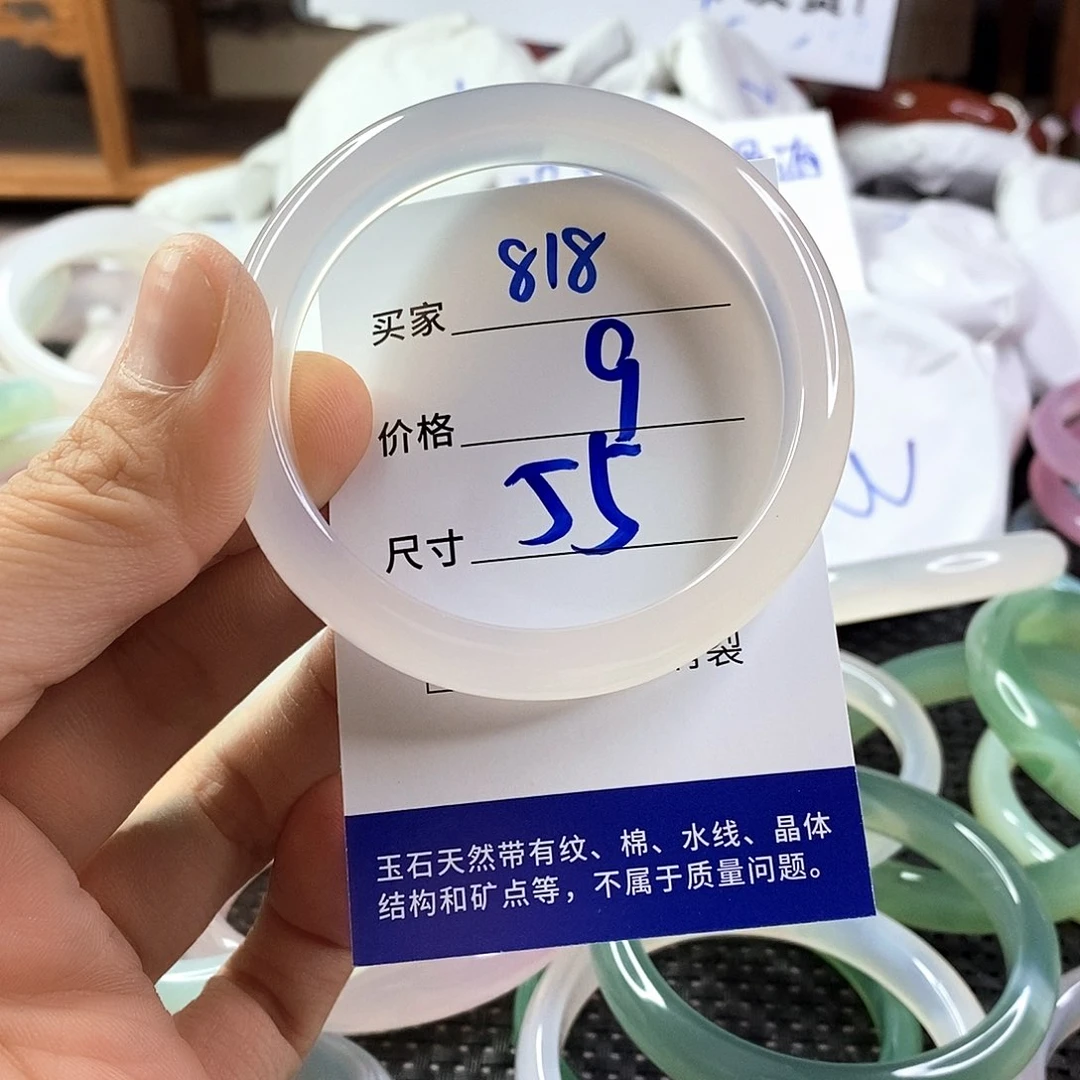 买家 818
价格 9
尺寸 55
裂
玉石天然带有纹、棉、水线、晶体
结构和矿点等，不属于质量问题。